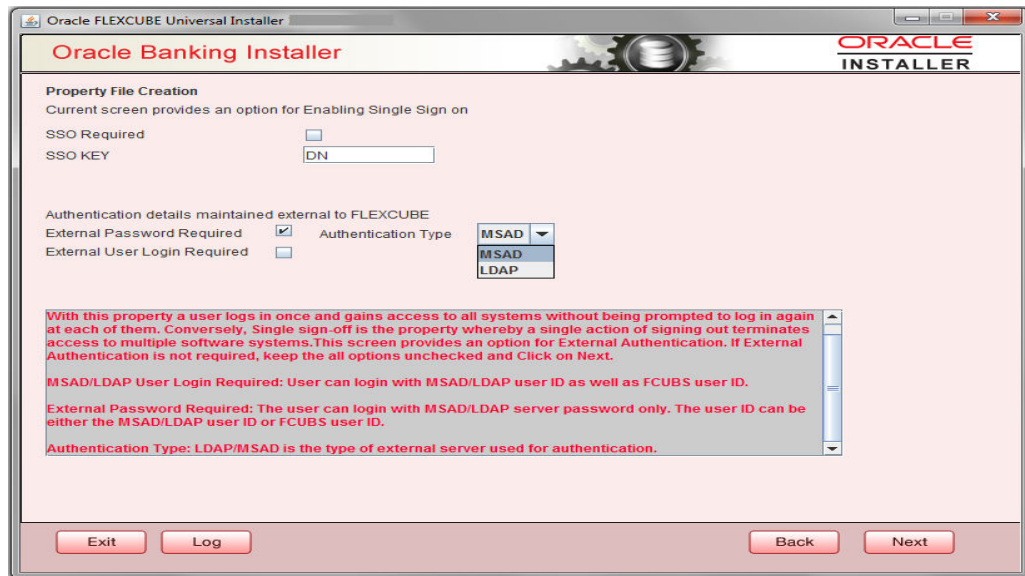 Oracle FLEXCUBE Universal Installer
Oracle Banking Installer
ORACLE
INSTALLER
Property File Creation
Current screen provides an option for Enabling Single Sign on
SSO Required
SSO KEY DN
Authentication details maintained external to FLEXCUBE
External Password Required Authentication Type MSAD
External User Login Required MSAD
LDAP
With this property a user logs in once and gains access to all systems without being prompted to log in again
at each of them. Conversely, Single sign-off is the property whereby a single action of signing out terminates
access to multiple software systems.This screen provides an option for External Authentication. If External
Authentication is not required, keep the all options unchecked and Click on Next.
MSAD/LDAP User Login Required: User can login with MSAD/LDAP user ID as well as FCUBS user ID.
External Password Required: The user can login with MSAD/LDAP server password only. The user ID can be
either the MSAD/LDAP user ID or FCUBS user ID.
Authentication Type: LDAP/MSAD is the type of external server used for authentication.
Exit Log Back Next